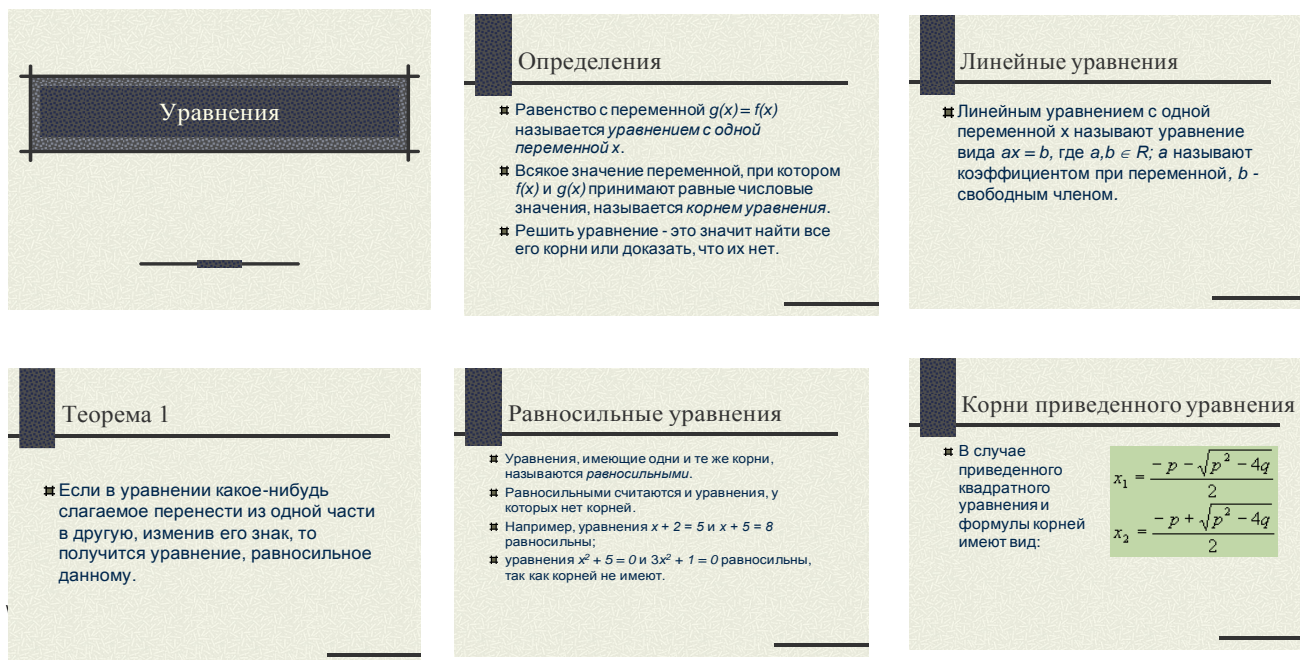 Уравнения
Определения
Равенство с переменной g(x) = f(x)
называется уравнением с одной
переменной х.
Всякое значение переменной, при котором
f(x) и g(x) принимают равные числовые
значения, называется корнем уравнения.
Решить уравнение - это значит найти все
его корни или доказать, что их нет.
Линейные уравнения
Линейным уравнением с одной
переменной х называют уравнение
вида ax = b, где a,b ∈ R; a называют
коэффициентом при переменной, b -
свободным членом.
Теорема 1
Если в уравнении какое-нибудь
слагаемое перенести из одной части
в другую, изменив его знак, то
получится уравнение, равносильное
данному.
Равносильные уравнения
Уравнения, имеющие одни и те же корни,
называются равносильными.
Равносильными считаются и уравнения, у
которых нет корней.
Например, уравнения x + 2 = 5 и x + 5 = 8
равносильны;
уравнения x² + 5 = 0 и 3x² + 1 = 0 равносильны,
так как корней не имеют.
Корни приведенного уравнения
В случае
приведенного
квадратного
уравнения и
формулы корней
имеют вид:
x₁ = (- p - √(p² - 4q)) / 2
x₂ = (- p + √(p² - 4q)) / 2